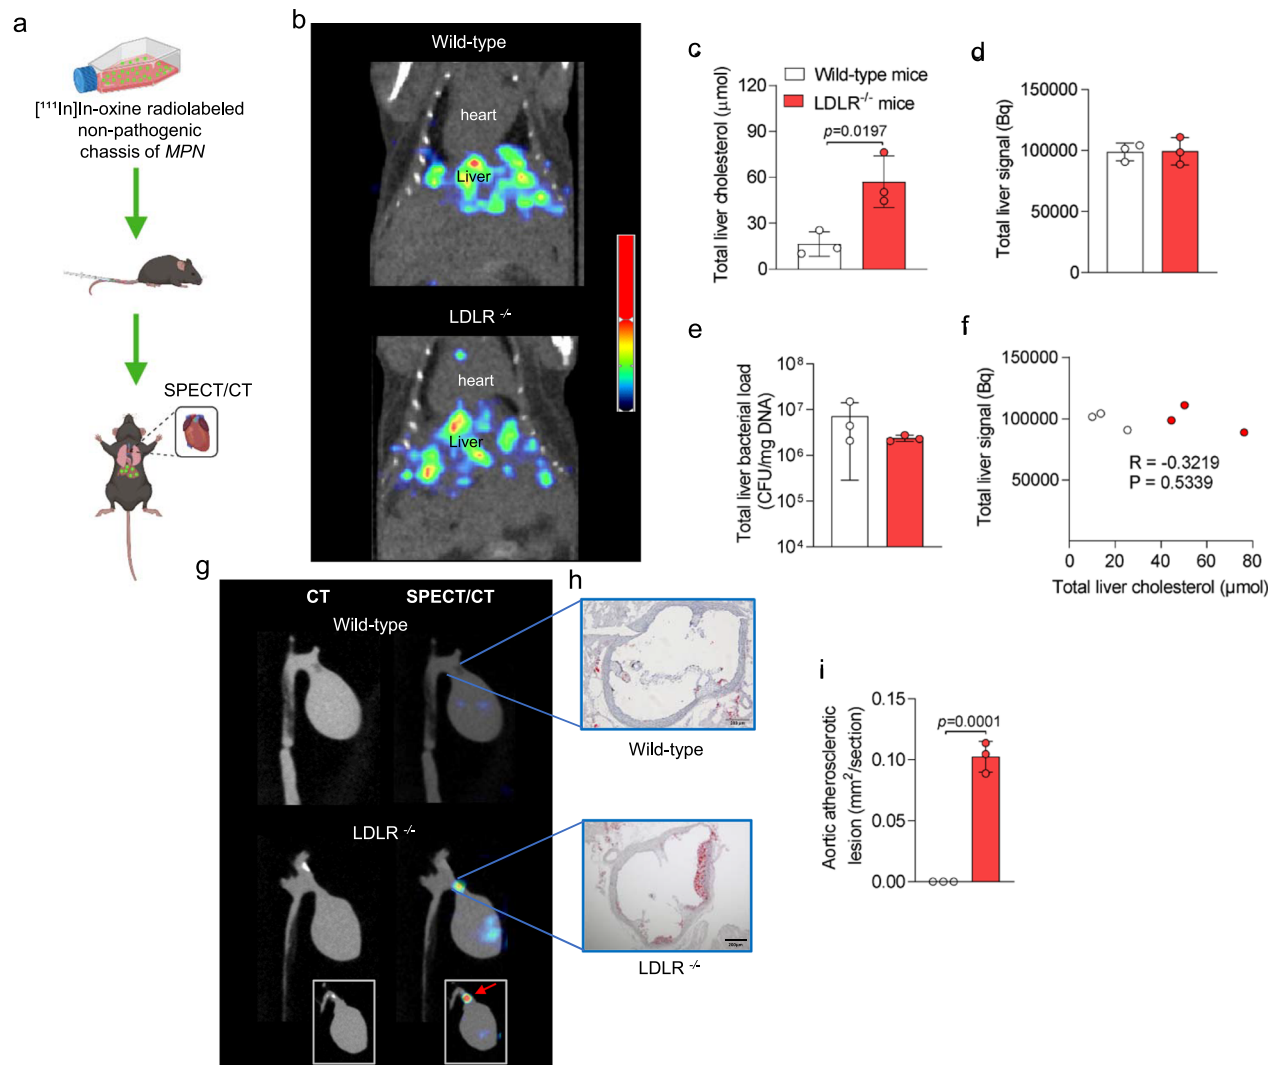 a
[¹¹¹In]In-oxine radiolabeled
non-pathogenic
chassis of MPN
SPECT/CT
b
Wild-type
heart
Liver
LDLR -/-
heart
Liver
c
Total liver cholesterol (μmol)
120
90
60
30
0
Wild-type mice
LDLR-/- mice
p=0.0197
d
Total liver signal (Bq)
150000
100000
50000
0
e
Total liver bacterial load
(CFU/mg DNA)
10⁸
10⁷
10⁶
10⁵
10⁴
f
Total liver signal (Bq)
150000
100000
50000
R = -0.3219
P = 0.5339
0 20 40 60 80
Total liver cholesterol (μmol)
g
CT SPECT/CT
Wild-type
LDLR -/-
h
Wild-type
200μm
LDLR -/-
i
Aortic atherosclerotic
lesion (mm²/section)
0.15
0.10
0.05
0.00
p=0.0001